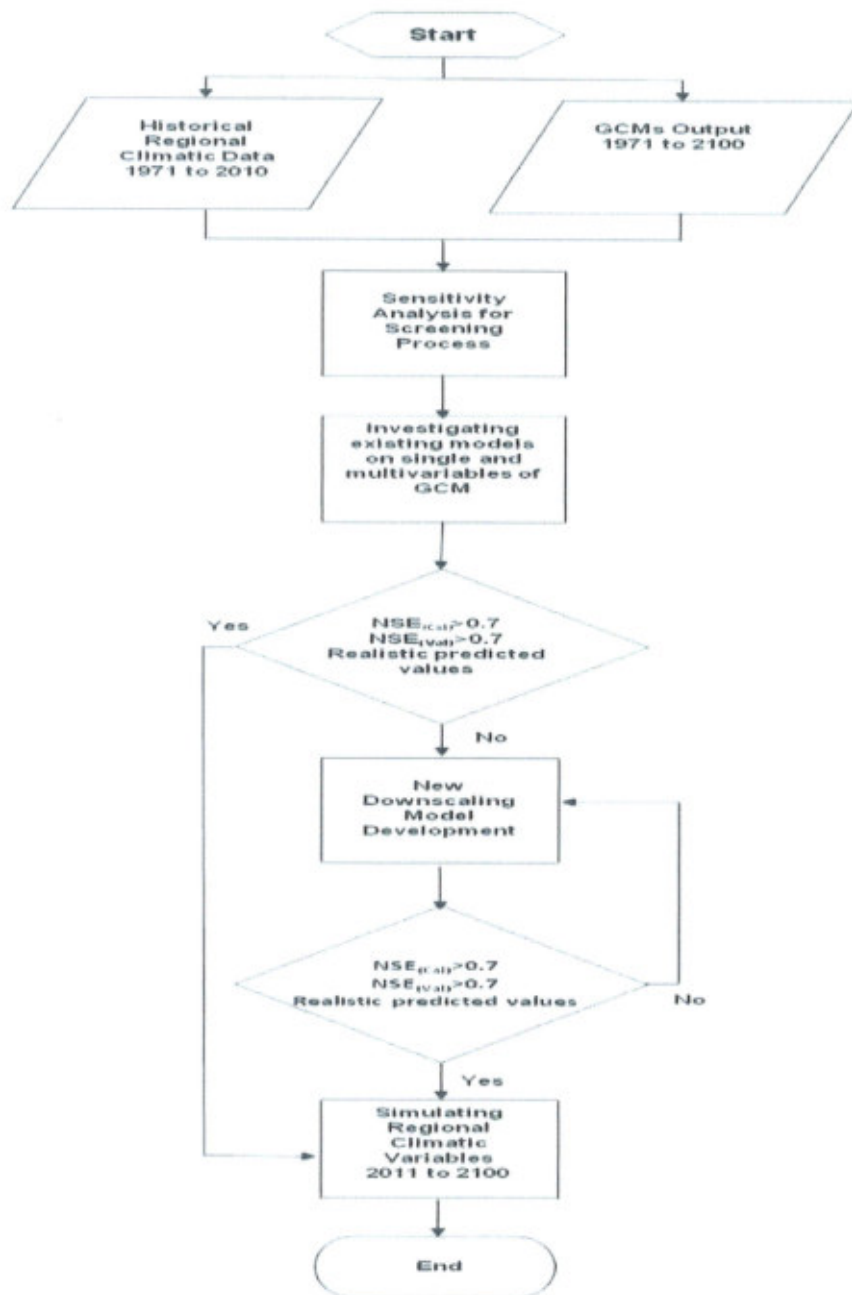 Start
Historical
Regional
Climatic Data
1971 to 2010
GCMs Output
1971 to 2100
Sensitivity
Analysis for
Screening
Process
Investigating
existing models
on single and
multivariables of
GCM
Yes
NSE(Cal)>0.7
NSE(Val)>0.7
Realistic predicted
values
No
New
Downscaling
Model
Development
NSE(Cal)>0.7
NSE(Val)>0.7
Realistic predicted values
No
Yes
Simulating
Regional
Climatic
Variables
2011 to 2100
End